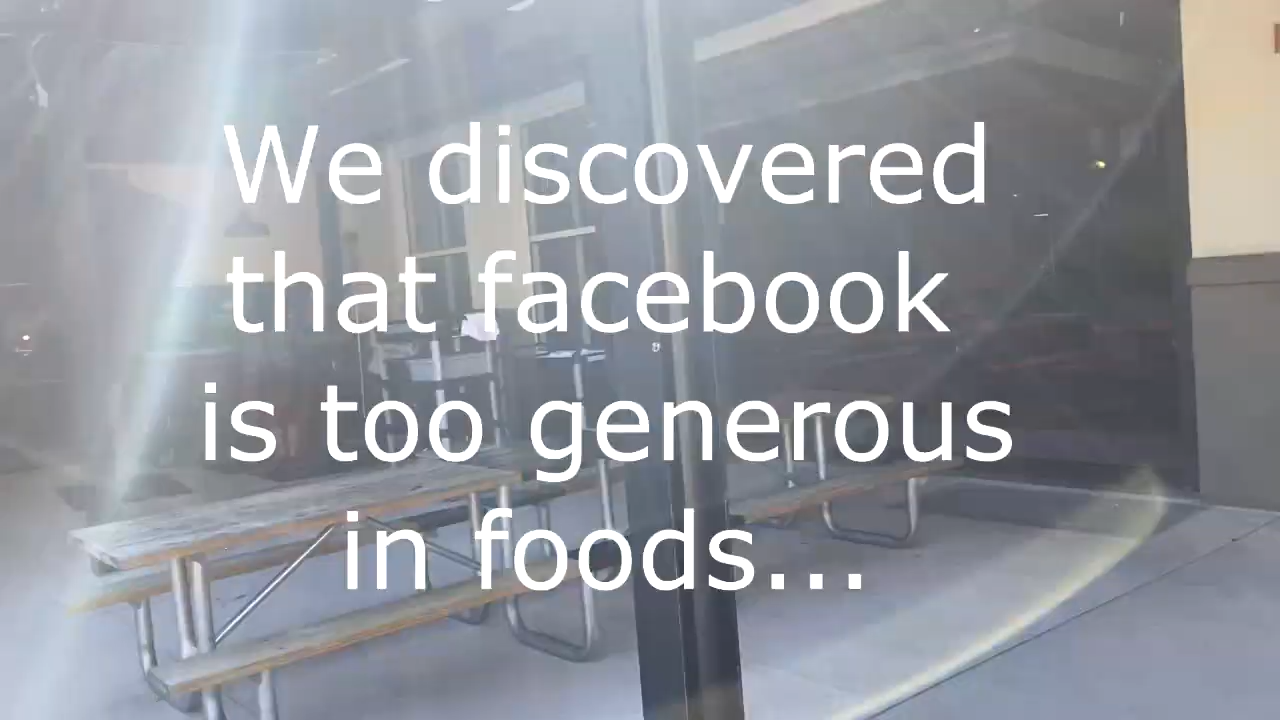 We discovered
that facebook
is too generous
in foods...